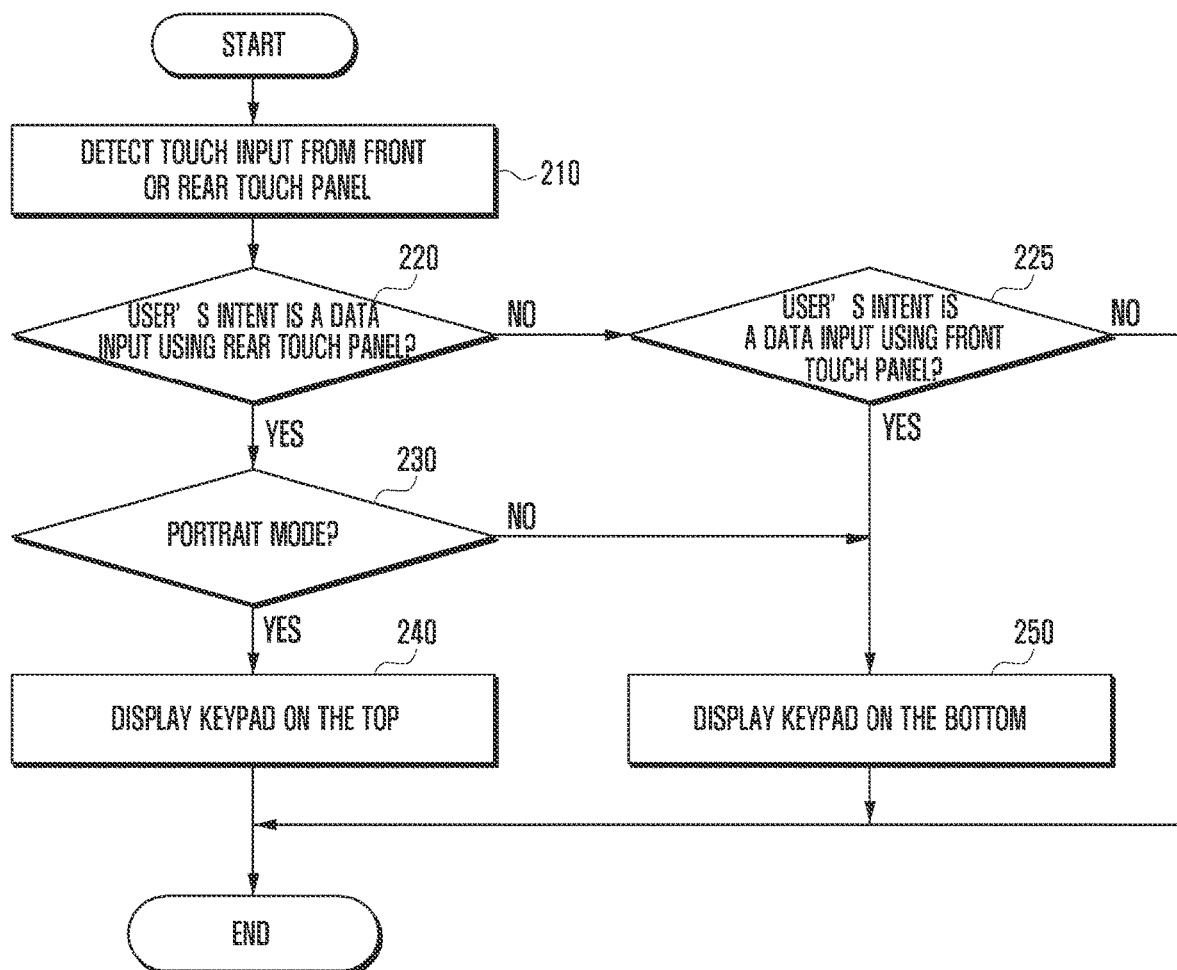 START
DETECT TOUCH INPUT FROM FRONT
OR REAR TOUCH PANEL
210
220
USER' S INTENT IS A DATA
INPUT USING REAR TOUCH PANEL?
NO
225
USER' S INTENT IS
A DATA INPUT USING FRONT
TOUCH PANEL?
NO
YES
YES
230
PORTRAIT MODE?
NO
YES
240
DISPLAY KEYPAD ON THE TOP
250
DISPLAY KEYPAD ON THE BOTTOM
END